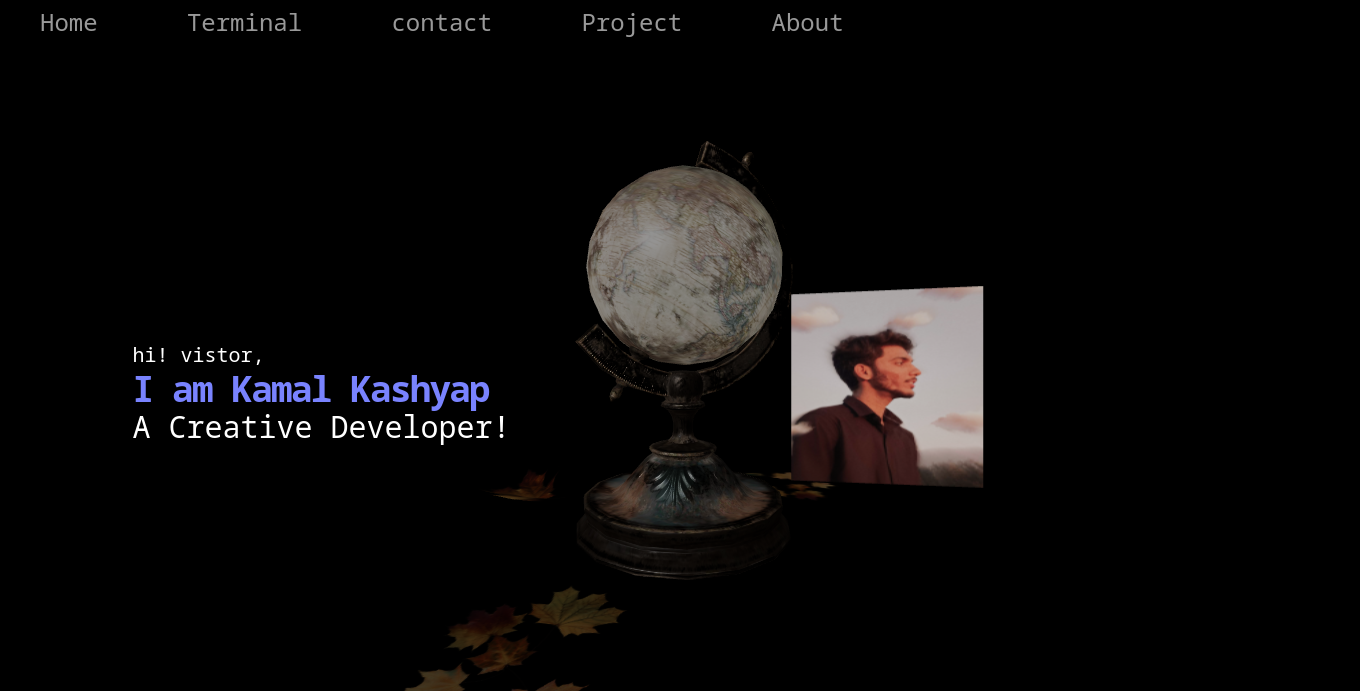 Home Terminal contact Project About
hi! vistor,
I am Kamal Kashyap
A Creative Developer!